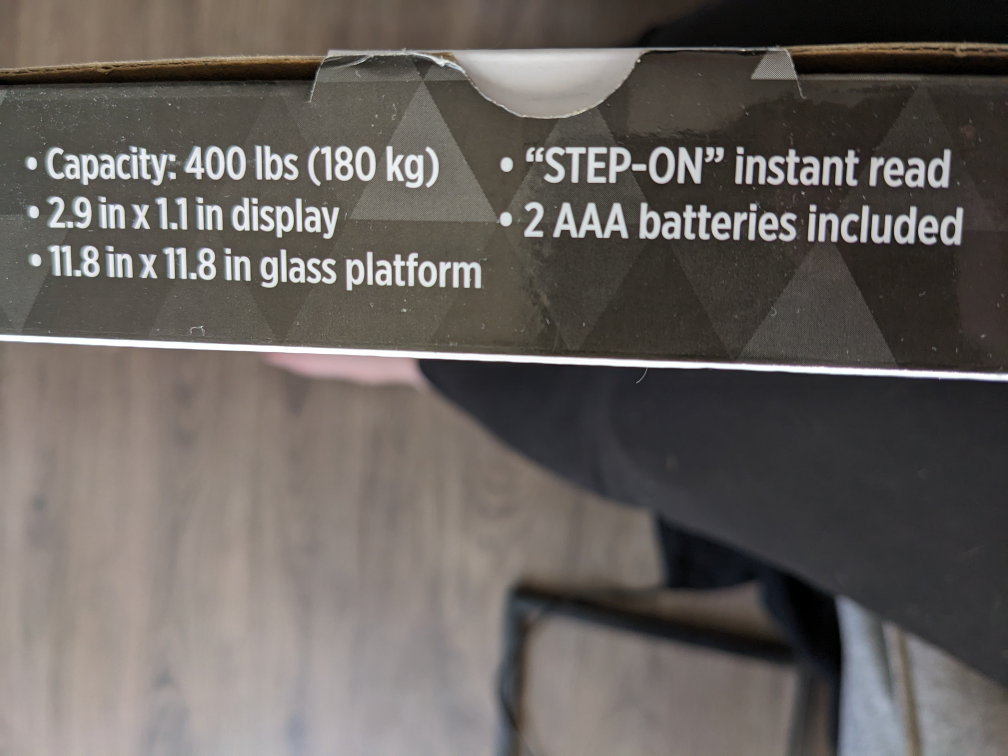 • Capacity: 400 lbs (180 kg)
• 2.9 in x 1.1 in display
• 11.8 in x 11.8 in glass platform
• “STEP-ON” instant read
• 2 AAA batteries included